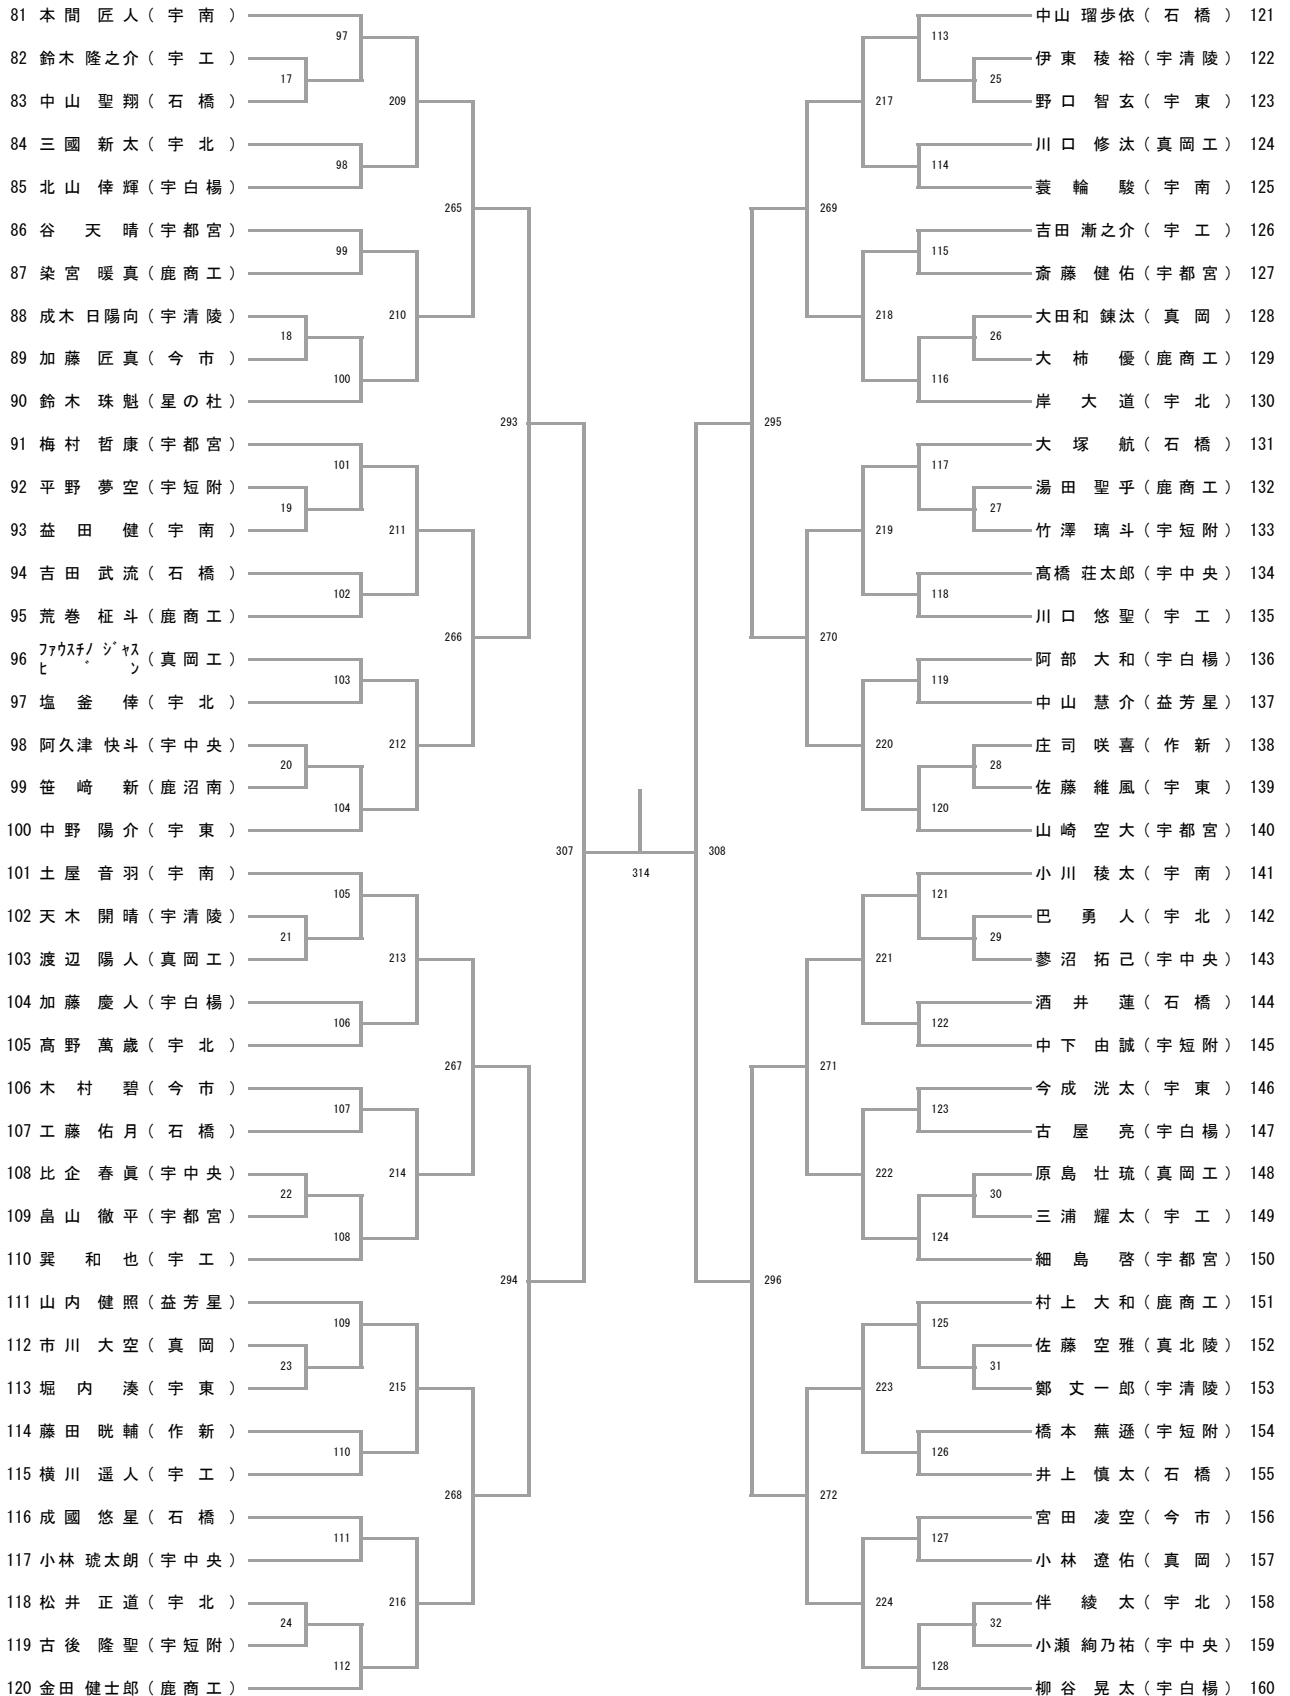 81 本間 匠人 ( 宇南 )
82 鈴木 隆之介 ( 宇工 )
83 中山 聖翔 ( 石橋 )
84 三國 新太 ( 宇北 )
85 北山 倖輝 ( 宇白楊 )
86 谷 天晴 ( 宇都宮 )
87 染宮 暖真 ( 鹿商工 )
88 成木 日陽向 ( 宇清陵 )
89 加藤 匠真 ( 今市 )
90 鈴木 珠魁 ( 星の杜 )
91 梅村 哲康 ( 宇都宮 )
92 平野 夢空 ( 宇短附 )
93 益田 健 ( 宇南 )
94 吉田 武流 ( 石橋 )
95 荒巻 柾斗 ( 鹿商工 )
96 ﾌｧｳｽﾁﾉ ｼﾞｬｽﾋﾞﾝ ( 真岡工 )
97 塩釜 倖 ( 宇北 )
98 阿久津 快斗 ( 宇中央 )
99 笹﨑 新 ( 鹿沼南 )
100 中野 陽介 ( 宇東 )
101 土屋 音羽 ( 宇南 )
102 天木 開晴 ( 宇清陵 )
103 渡辺 陽人 ( 真岡工 )
104 加藤 慶人 ( 宇白楊 )
105 髙野 萬歳 ( 宇北 )
106 木村 碧 ( 今市 )
107 工藤 佑月 ( 石橋 )
108 比企 春眞 ( 宇中央 )
109 畠山 徹平 ( 宇都宮 )
110 巽 和也 ( 宇工 )
111 山内 健照 ( 益芳星 )
112 市川 大空 ( 真岡 )
113 堀内 湊 ( 宇東 )
114 藤田 晄輔 ( 作新 )
115 横川 遥人 ( 宇工 )
116 成國 悠星 ( 石橋 )
117 小林 琥太朗 ( 宇中央 )
118 松井 正道 ( 宇北 )
119 古後 隆聖 ( 宇短附 )
120 金田 健士郎 ( 鹿商工 )
17
18
19
20
21
22
23
24
97
98
99
100
101
102
103
104
105
106
107
108
109
110
111
112
209
210
211
212
213
214
215
216
265
266
267
268
293
294
307
314
308
295
296
269
270
271
272
217
218
219
220
221
222
223
224
113
114
115
116
117
118
119
120
121
122
123
124
125
126
127
128
25
26
27
28
29
30
31
32
中山 瑠歩依 ( 石橋 ) 121
伊東 稜裕 ( 宇清陵 ) 122
野口 智玄 ( 宇東 ) 123
川口 修汰 ( 真岡工 ) 124
蓑輪 駿 ( 宇南 ) 125
吉田 漸之介 ( 宇工 ) 126
斎藤 健佑 ( 宇都宮 ) 127
大田和 錬汰 ( 真岡 ) 128
大柿 優 ( 鹿商工 ) 129
岸 大道 ( 宇北 ) 130
大塚 航 ( 石橋 ) 131
湯田 聖乎 ( 鹿商工 ) 132
竹澤 璃斗 ( 宇短附 ) 133
髙橋 荘太郎 ( 宇中央 ) 134
川口 悠聖 ( 宇工 ) 135
阿部 大和 ( 宇白楊 ) 136
中山 慧介 ( 益芳星 ) 137
庄司 咲喜 ( 作新 ) 138
佐藤 維風 ( 宇東 ) 139
山崎 空大 ( 宇都宮 ) 140
小川 稜太 ( 宇南 ) 141
巴 勇人 ( 宇北 ) 142
蓼沼 拓己 ( 宇中央 ) 143
酒井 蓮 ( 石橋 ) 144
中下 由誠 ( 宇短附 ) 145
今成 洸太 ( 宇東 ) 146
古屋 亮 ( 宇白楊 ) 147
原島 壮琉 ( 真岡工 ) 148
三浦 耀太 ( 宇工 ) 149
細島 啓 ( 宇都宮 ) 150
村上 大和 ( 鹿商工 ) 151
佐藤 空雅 ( 真北陵 ) 152
鄭 丈一郎 ( 宇清陵 ) 153
橋本 蕪遜 ( 宇短附 ) 154
井上 慎太 ( 石橋 ) 155
宮田 凌空 ( 今市 ) 156
小林 遼佑 ( 真岡 ) 157
伴 綾太 ( 宇北 ) 158
小瀬 絢乃祐 ( 宇中央 ) 159
柳谷 晃太 ( 宇白楊 ) 160